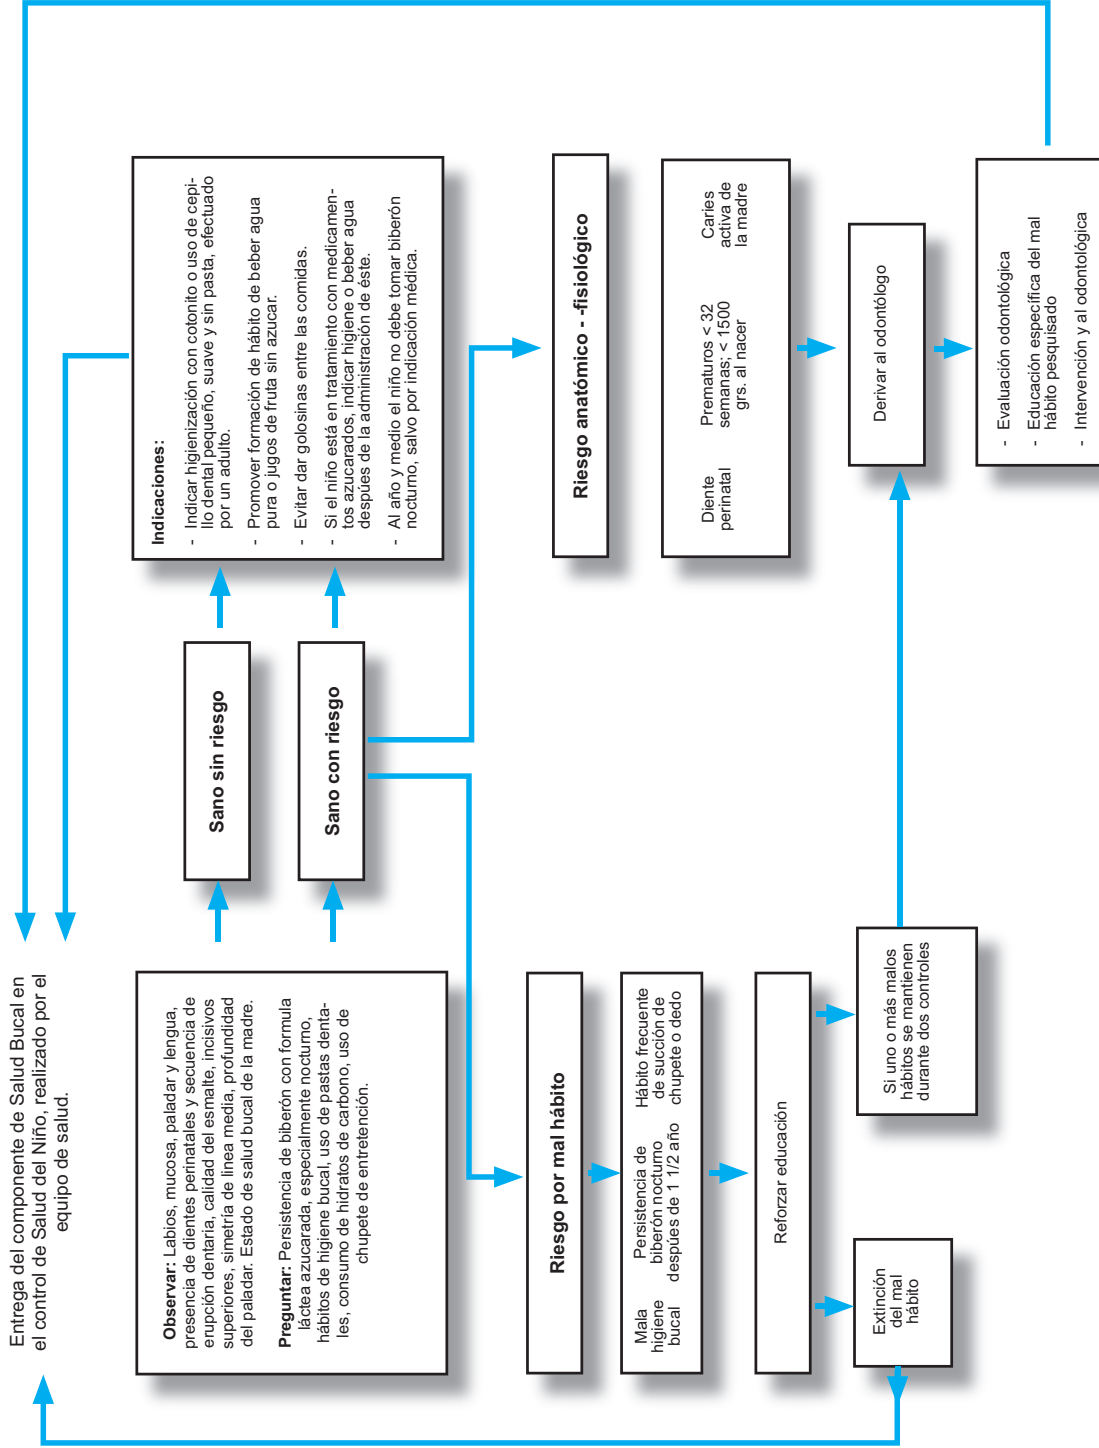 Entrega del componente de Salud Bucal en
el control de Salud del Niño, realizado por el
equipo de salud.
Observar: Labios, mucosa, paladar y lengua,
presencia de dientes perinatales y secuencia de
erupción dentaria, calidad del esmalte, incisivos
superiores, simetría de linea media, profundidad
del paladar. Estado de salud bucal de la madre.
Preguntar: Persistencia de biberón con formula
láctea azucarada, especialmente nocturno,
hábitos de higiene bucal, uso de pastas denta-
les, consumo de hidratos de carbono, uso de
chupete de entretención.
Sano sin riesgo
Sano con riesgo
Indicaciones:
- Indicar higienización con cotonito o uso de cepi-
llo dental pequeño, suave y sin pasta, efectuado
por un adulto.
- Promover formación de hábito de beber agua
pura o jugos de fruta sin azucar.
- Evitar dar golosinas entre las comidas.
- Si el niño está en tratamiento con medicamen-
tos azucarados, indicar higiene o beber agua
despúes de la administración de éste.
- Al año y medio el niño no debe tomar biberón
nocturno, salvo por indicación médica.
Riesgo por mal hábito
Mala
higiene
bucal
Persistencia de
biberón nocturno
despúes de 1 1/2 año
Hábito frecuente
de succión de
chupete o dedo
Reforzar educación
Extinción
del mal
hábito
Si uno o más malos
hábitos se mantienen
durante dos controles
Riesgo anatómico - -fisiológico
Diente
perinatal
Prematuros < 32
semanas; < 1500
grs. al nacer
Caries
activa de
la madre
Derivar al odontólogo
- Evaluación odontológica
- Educación específica del mal
hábito pesquisado
- Intervención y al odontológica